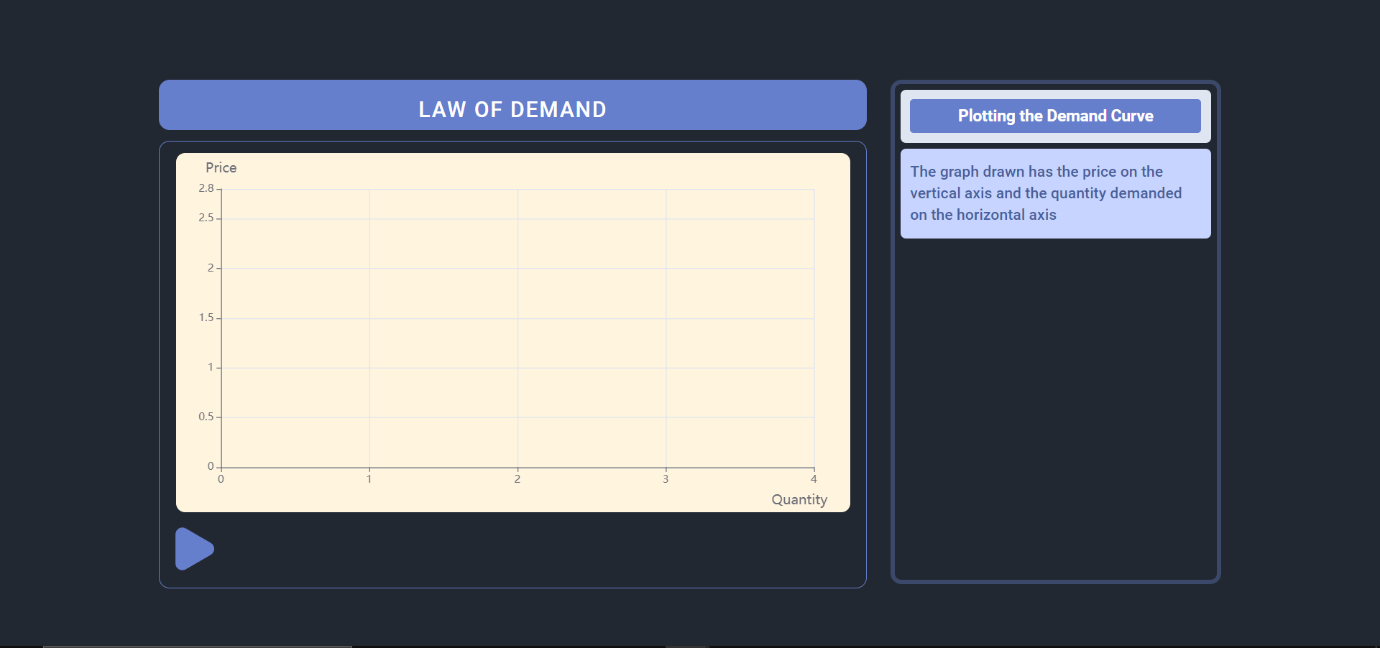 LAW OF DEMAND
Price
2.8
2.5
2
1.5
1
0.5
0
0 1 2 3 4
Quantity
Plotting the Demand Curve
The graph drawn has the price on the
vertical axis and the quantity demanded
on the horizontal axis